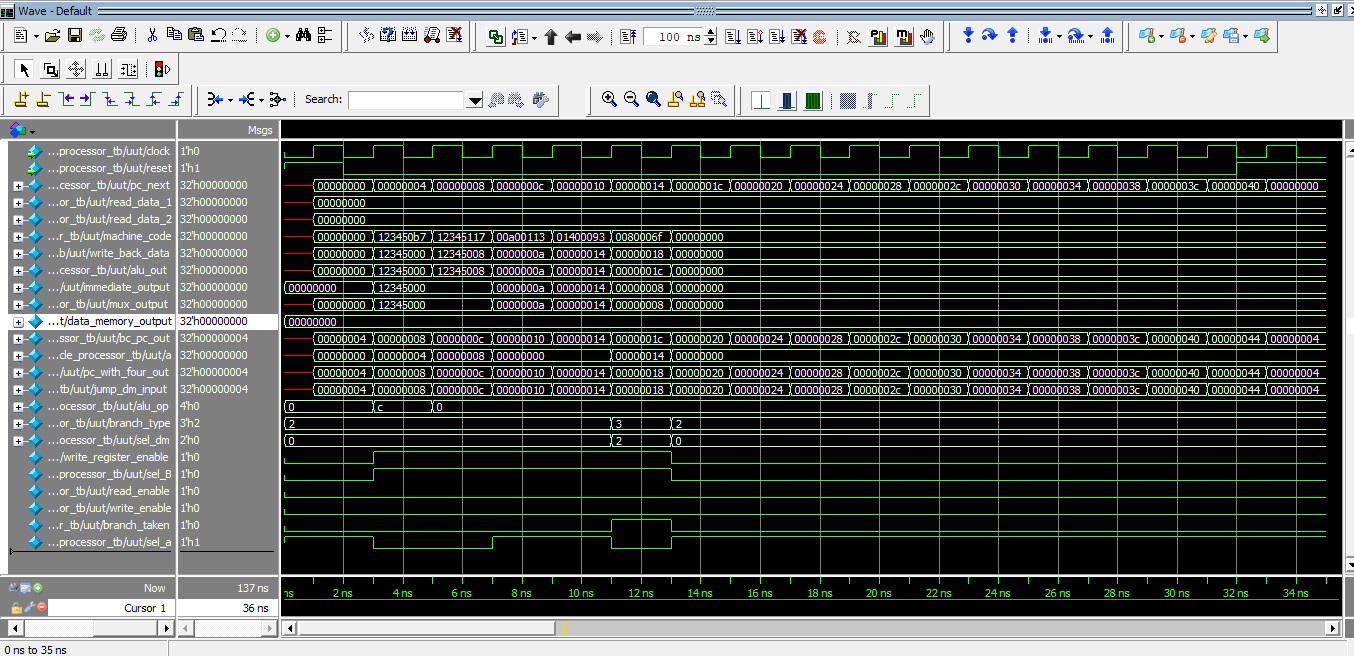 Wave - Default
100 ns
Search:
Msgs
...processor_tb/uut/clock 1'h0
...processor_tb/uut/reset 1'h1
...cessor_tb/uut/pc_next 32'h00000000 00000000 00000004 00000008 0000000c 00000010 00000014 0000001c 00000020 00000024 00000028 0000002c 00000030 00000034 00000038 0000003c 00000040 00000000
...or_tb/uut/read_data_1 32'h00000000 00000000
...or_tb/uut/read_data_2 32'h00000000 00000000
...r_tb/uut/machine_code 32'h00000000 00000000 123450b7 12345117 00a00113 01400093 0080006f 00000000
...b/uut/write_back_data 32'h00000000 00000000 12345000 12345008 0000000a 00000014 00000018 00000000
...cessor_tb/uut/alu_out 32'h00000000 00000000 12345000 12345008 0000000a 00000014 0000001c 00000000
.../uut/immediate_output 32'h00000000 00000000 12345000 0000000a 00000014 00000008 00000000
...or_tb/uut/mux_output 32'h00000000 00000000 12345000 0000000a 00000014 00000008 00000000
...t/data_memory_output 32'h00000000 00000000
...ssor_tb/uut/bc_pc_out 32'h00000004 00000004 00000008 0000000c 00000010 00000014 0000001c 00000020 00000024 00000028 0000002c 00000030 00000034 00000038 0000003c 00000040 00000044 00000004
...cle_processor_tb/uut/a 32'h00000000 00000000 00000004 00000008 00000000 00000014 00000000
.../uut/pc_with_four_out 32'h00000004 00000004 00000008 0000000c 00000010 00000014 00000018 00000020 00000024 00000028 0000002c 00000030 00000034 00000038 0000003c 00000040 00000044 00000004
...tb/uut/jump_dm_input 32'h00000004 00000004 00000008 0000000c 00000010 00000014 00000018 00000020 00000024 00000028 0000002c 00000030 00000034 00000038 0000003c 00000040 00000044 00000004
...ocessor_tb/uut/alu_op 4'h0 0 c 0
...or_tb/uut/branch_type 3'h2 2 3 2
...ocessor_tb/uut/sel_dm 2'h0 0 2 0
.../write_register_enable 1'h0
...processor_tb/uut/sel_B 1'h0
...or_tb/uut/read_enable 1'h0
...or_tb/uut/write_enable 1'h0
...r_tb/uut/branch_taken 1'h0
...processor_tb/uut/sel_a 1'h1
Now 137 ns
ns 2 ns 4 ns 6 ns 8 ns 10 ns 12 ns 14 ns 16 ns 18 ns 20 ns 22 ns 24 ns 26 ns 28 ns 30 ns 32 ns 34 ns
Cursor 1 36 ns
0 ns to 35 ns